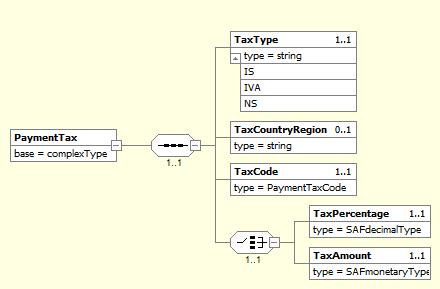 TaxType 1..1
type = string
IS
IVA
NS
PaymentTax
base = complexType
1..1
TaxCountryRegion 0..1
type = string
TaxCode 1..1
type = PaymentTaxCode
1..1
TaxPercentage 1..1
type = SAFdecimalType
TaxAmount 1..1
type = SAFmonetaryType